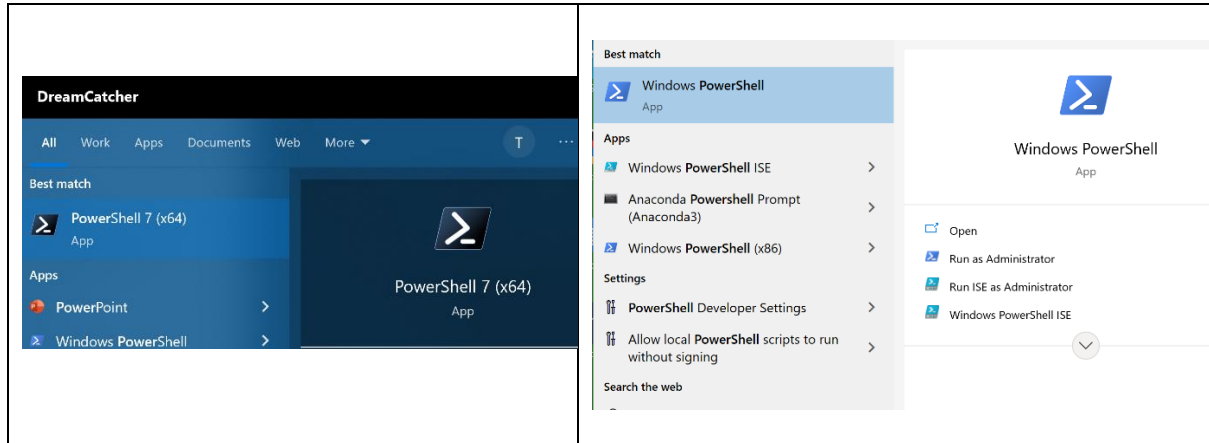 DreamCatcher
All Work Apps Documents Web More T ...
Best match
PowerShell 7 (x64)
App
Apps
PowerPoint
Windows PowerShell
PowerShell 7 (x64)
App
Best match
Windows PowerShell
App
Apps
Windows PowerShell ISE
Anaconda Powershell Prompt
(Anaconda3)
Windows PowerShell (x86)
Settings
PowerShell Developer Settings
Allow local PowerShell scripts to run
without signing
Search the web
Windows PowerShell
App
Open
Run as Administrator
Run ISE as Administrator
Windows PowerShell ISE